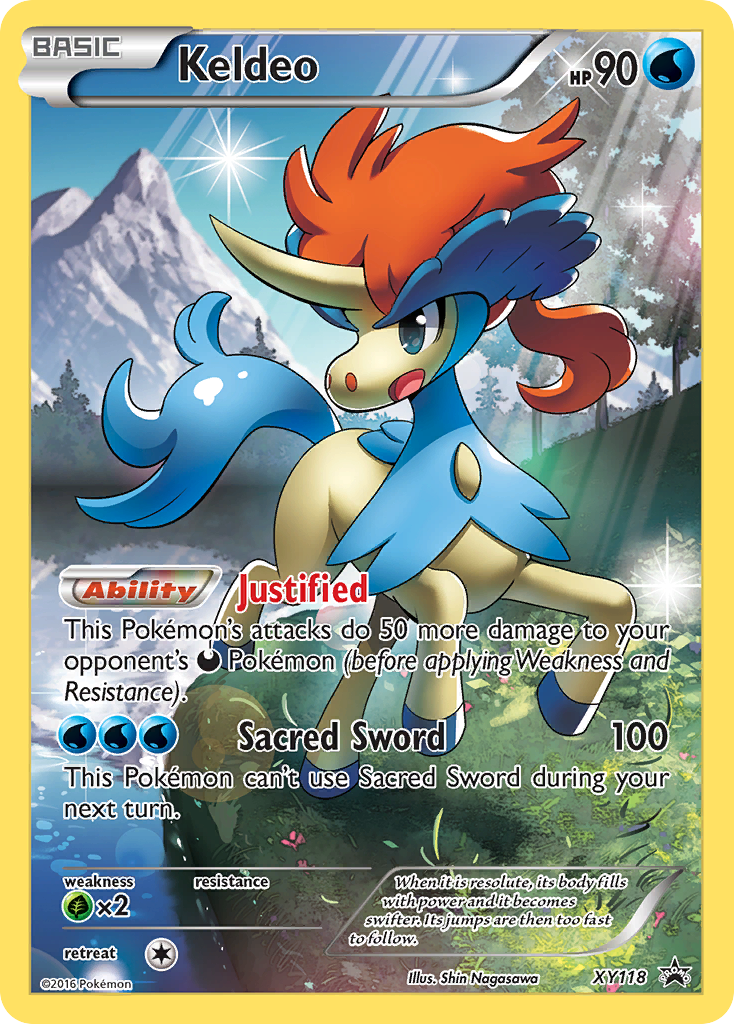 BASIC
Keldeo
HP 90
Ability
Justified
This Pokémon's attacks do 50 more damage to your
opponent's Pokémon (before applying Weakness and
Resistance).
Sacred Sword 100
This Pokémon can't use Sacred Sword during your
next turn.
weakness
resistance
×2
When it is resolute, its body fills
with power and it becomes
swifter. Its jumps are then too fast
to follow.
retreat
©2016 Pokémon
Illus. Shin Nagasawa
XY118
PROMO